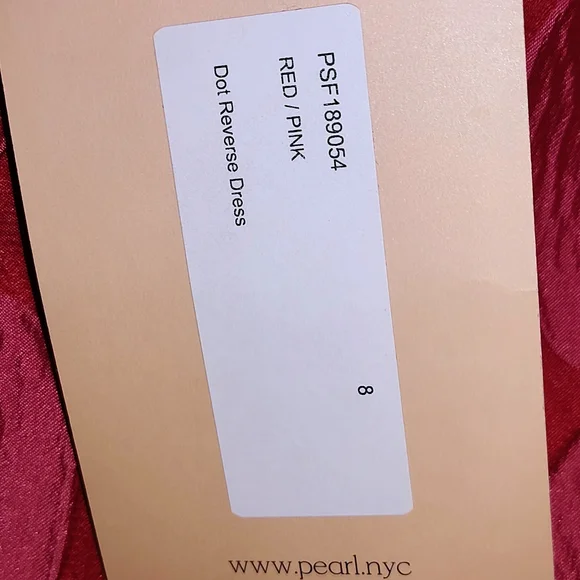 PSF189054
8
RED / PINK
Dot Reverse Dress
www.pearl.nyc